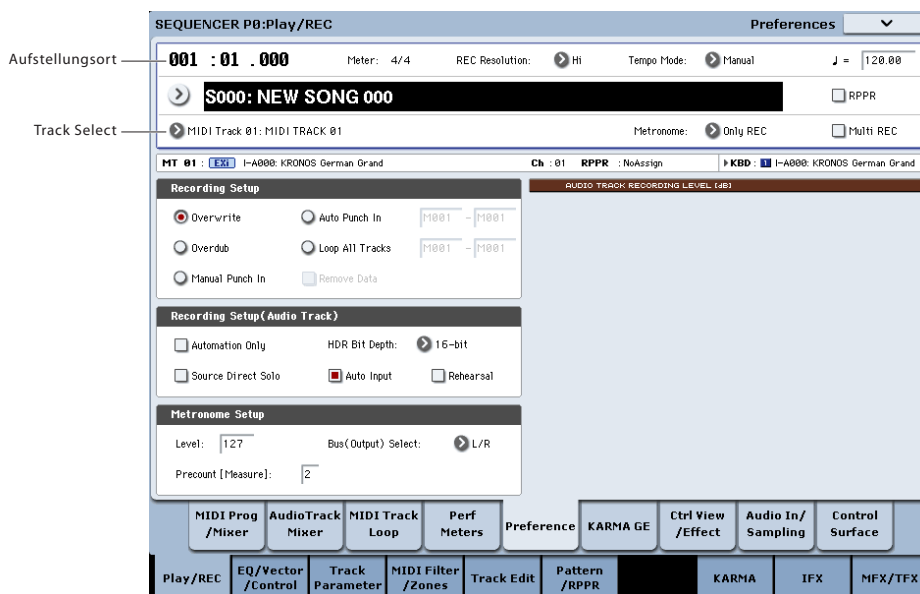 SEQUENCER P0:Play/REC Preferences
Aufstellungsort 001 :01 .000 Meter: 4/4 REC Resolution: Hi Tempo Mode: Manual ♩ = 120.00
S000: NEW SONG 000 RPPR
Track Select MIDI Track 01: MIDI TRACK 01 Metronome: Only REC Multi REC
MT 01 : EXi I-A000: KRONOS German Grand Ch :01 RPPR :NoAssign KBD : 1 I-A000: KRONOS German Grand
Recording Setup
AUDIO TRACK RECORDING LEVEL [dB]
Overwrite Auto Punch In M001 - M001
Overdub Loop All Tracks M001 - M001
Manual Punch In Remove Data
Recording Setup(Audio Track)
Automation Only HDR Bit Depth: 16-bit
Source Direct Solo Auto Input Rehearsal
Metronome Setup
Level: 127 Bus(Output) Select: L/R
Precount [Measure]: 2
MIDI Prog /Mixer
AudioTrack Mixer
MIDI Track Loop
Perf Meters
Preference
KARMA GE
Ctrl View /Effect
Audio In/ Sampling
Control Surface
Play/REC
EQ/Vector /Control
Track Parameter
MIDI Filter /Zones
Track Edit
Pattern /RPPR
KARMA
IFX
MFX/TFX